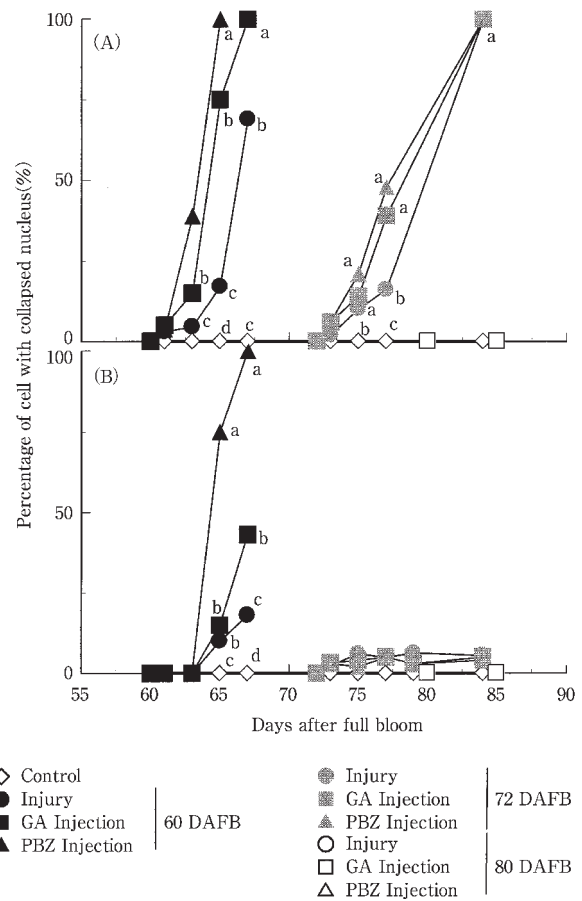 Percentage of cell with collapsed nucleus(%)
100
(A)
a
a
a
b
b
50
a
a
a
b
b
c
a
c
d
c
b
c
0
100
(B)
a
a
50
b
b
c
b
c
d
0
55
60
65
70
75
80
85
90
Days after full bloom
Control
Injury
GA Injection
PBZ Injection
60 DAFB
Injury
GA Injection
PBZ Injection
72 DAFB
Injury
GA Injection
PBZ Injection
80 DAFB